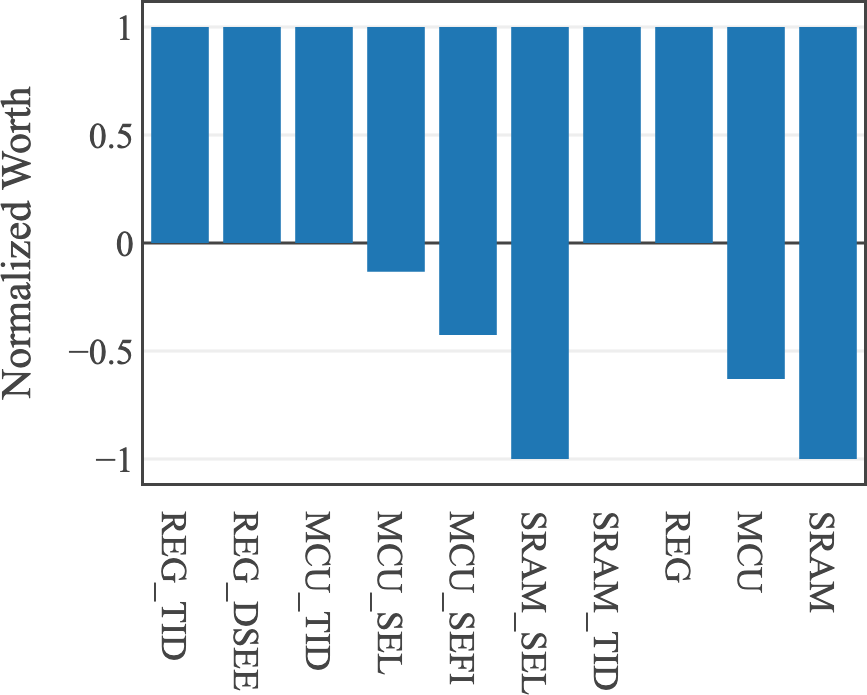 Normalized Worth
1
0.5
0
−0.5
−1
REG_TID
REG_DSEE
MCU_TID
MCU_SEL
MCU_SEFI
SRAM_SEL
SRAM_TID
REG
MCU
SRAM